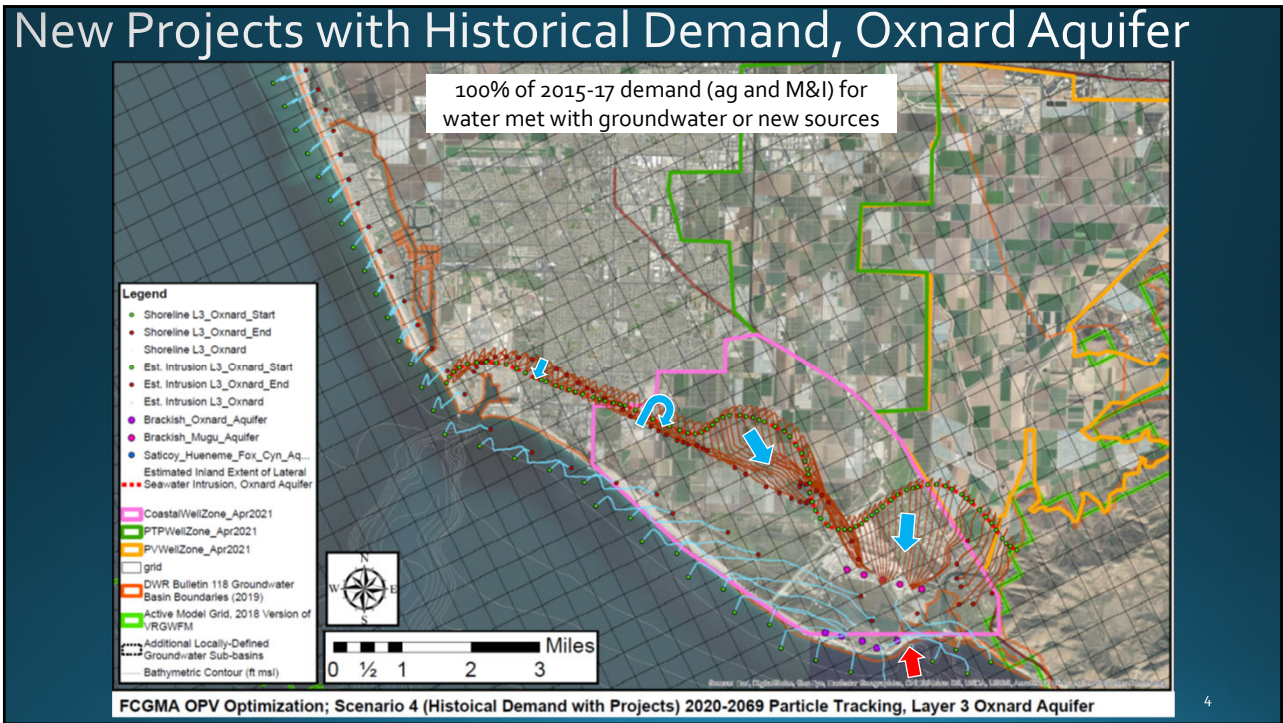 New Projects with Historical Demand, Oxnard Aquifer
100% of 2015-17 demand (ag and M&I) for
water met with groundwater or new sources
Legend
Shoreline L3_Oxnard_Start
Shoreline L3_Oxnard_End
Shoreline L3_Oxnard
Est. Intrusion L3_Oxnard_Start
Est. Intrusion L3_Oxnard_End
Est. Intrusion L3_Oxnard
Brackish_Oxnard_Aquifer
Brackish_Mugu_Aquifer
Saticoy_Hueneme_Fox_Cyn_Aq...
Estimated Inland Extent of Lateral
Seawater Intrusion, Oxnard Aquifer
CoastalWellZone_Apr2021
PTPWellZone_Apr2021
PVWellZone_Apr2021
grid
DWR Bulletin 118 Groundwater
Basin Boundaries (2019)
Active Model Grid, 2018 Version of
VRGWFM
Additional Locally-Defined
Groundwater Sub-basins
Bathymetric Contour (ft msl)
N
W E
S
Miles
0 ½ 1 2 3
FCGMA OPV Optimization; Scenario 4 (Histoical Demand with Projects) 2020-2069 Particle Tracking, Layer 3 Oxnard Aquifer
4